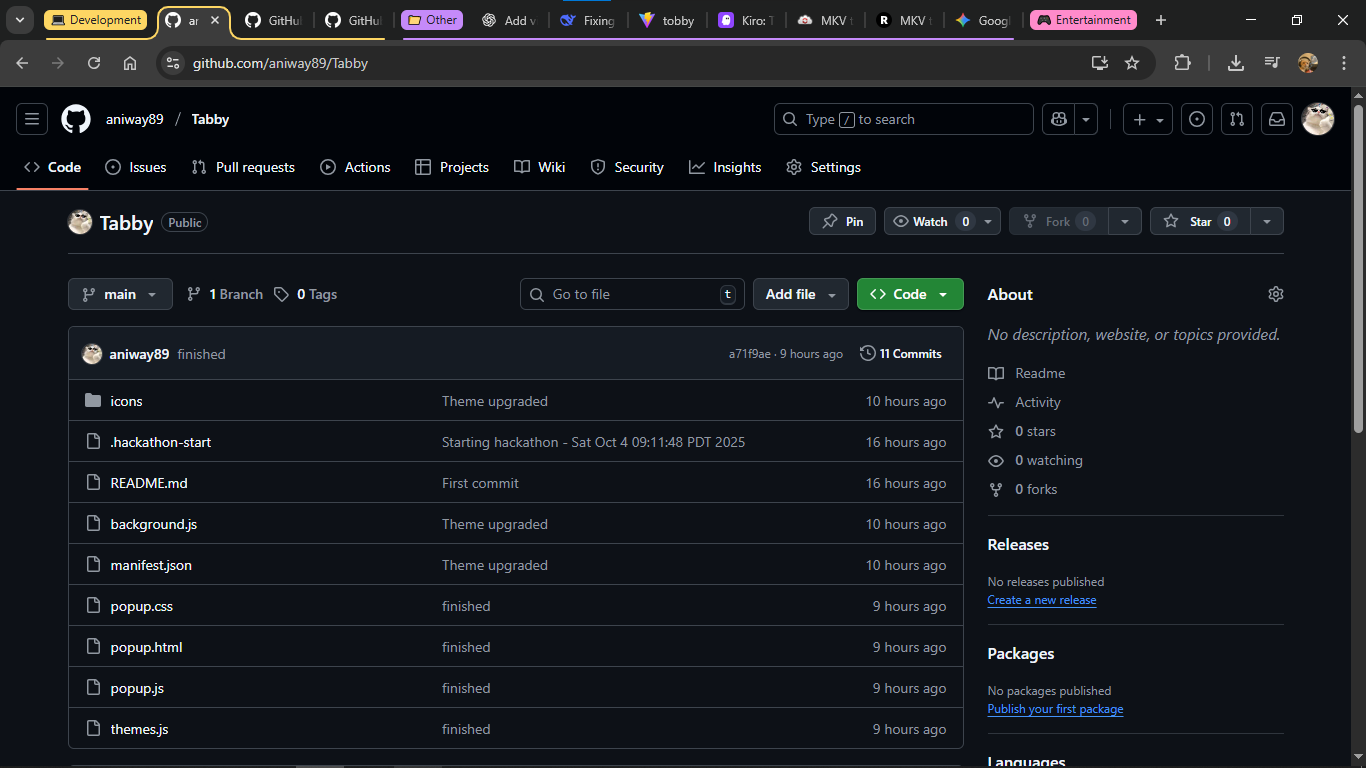 Development
ar
GitHu
GitHu
Other
Add v
Fixing
tobby
Kiro: T
MKV t
MKV t
Googl
Entertainment
github.com/aniway89/Tabby
aniway89 / Tabby
Type / to search
Code
Issues
Pull requests
Actions
Projects
Wiki
Security
Insights
Settings
Tabby Public
Pin
Watch 0
Fork 0
Star 0
main
1 Branch
0 Tags
Go to file t
Add file
Code
aniway89 finished a71f9ae · 9 hours ago 11 Commits
icons Theme upgraded 10 hours ago
.hackathon-start Starting hackathon - Sat Oct 4 09:11:48 PDT 2025 16 hours ago
README.md First commit 16 hours ago
background.js Theme upgraded 10 hours ago
manifest.json Theme upgraded 10 hours ago
popup.css finished 9 hours ago
popup.html finished 9 hours ago
popup.js finished 9 hours ago
themes.js finished 9 hours ago
About
No description, website, or topics provided.
Readme
Activity
0 stars
0 watching
0 forks
Releases
No releases published
Create a new release
Packages
No packages published
Publish your first package
Languages